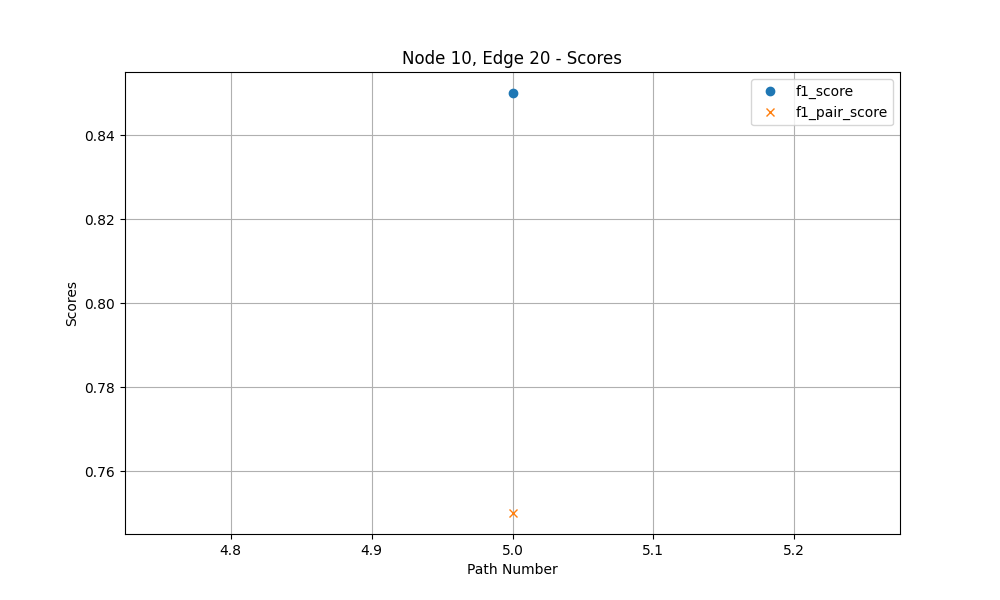 Node 10, Edge 20 - Scores
f1_score
f1_pair_score
0.84
0.82
0.80
0.78
0.76
Scores
4.8
4.9
5.0
5.1
5.2
Path Number